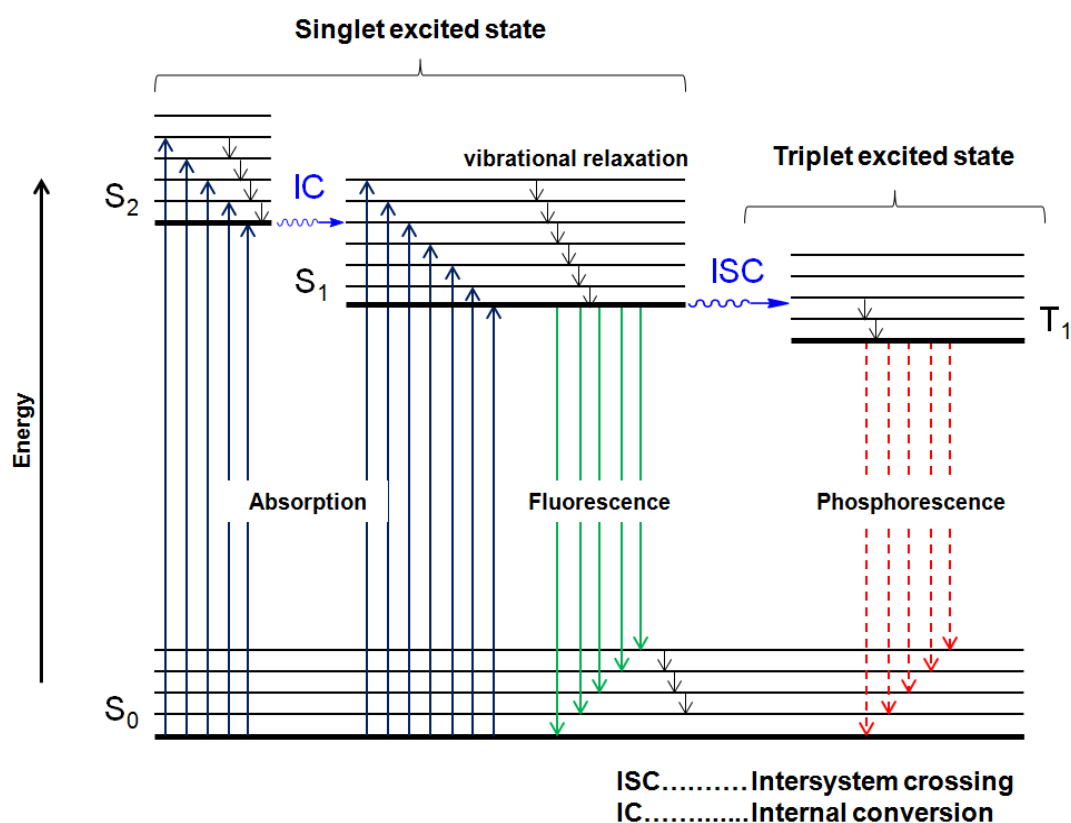 Singlet excited state
vibrational relaxation
Triplet excited state
S2
IC
S1
ISC
T1
Energy
Absorption
Fluorescence
Phosphorescence
S0
ISC..........Intersystem crossing
IC.............Internal conversion